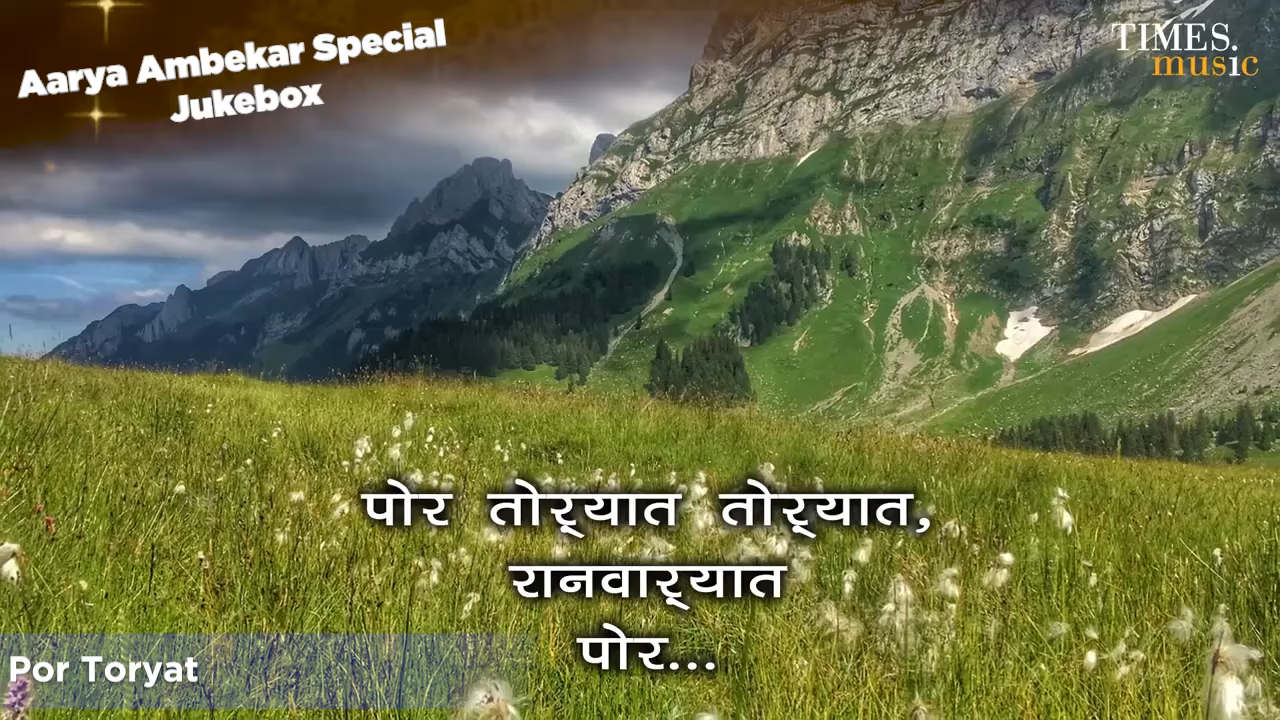 Aarya Ambekar Special
Jukebox
TIMES.
music
पोर तोऱ्यात तोऱ्यात,
रानवाऱ्यात
पोर...
Por Toryat